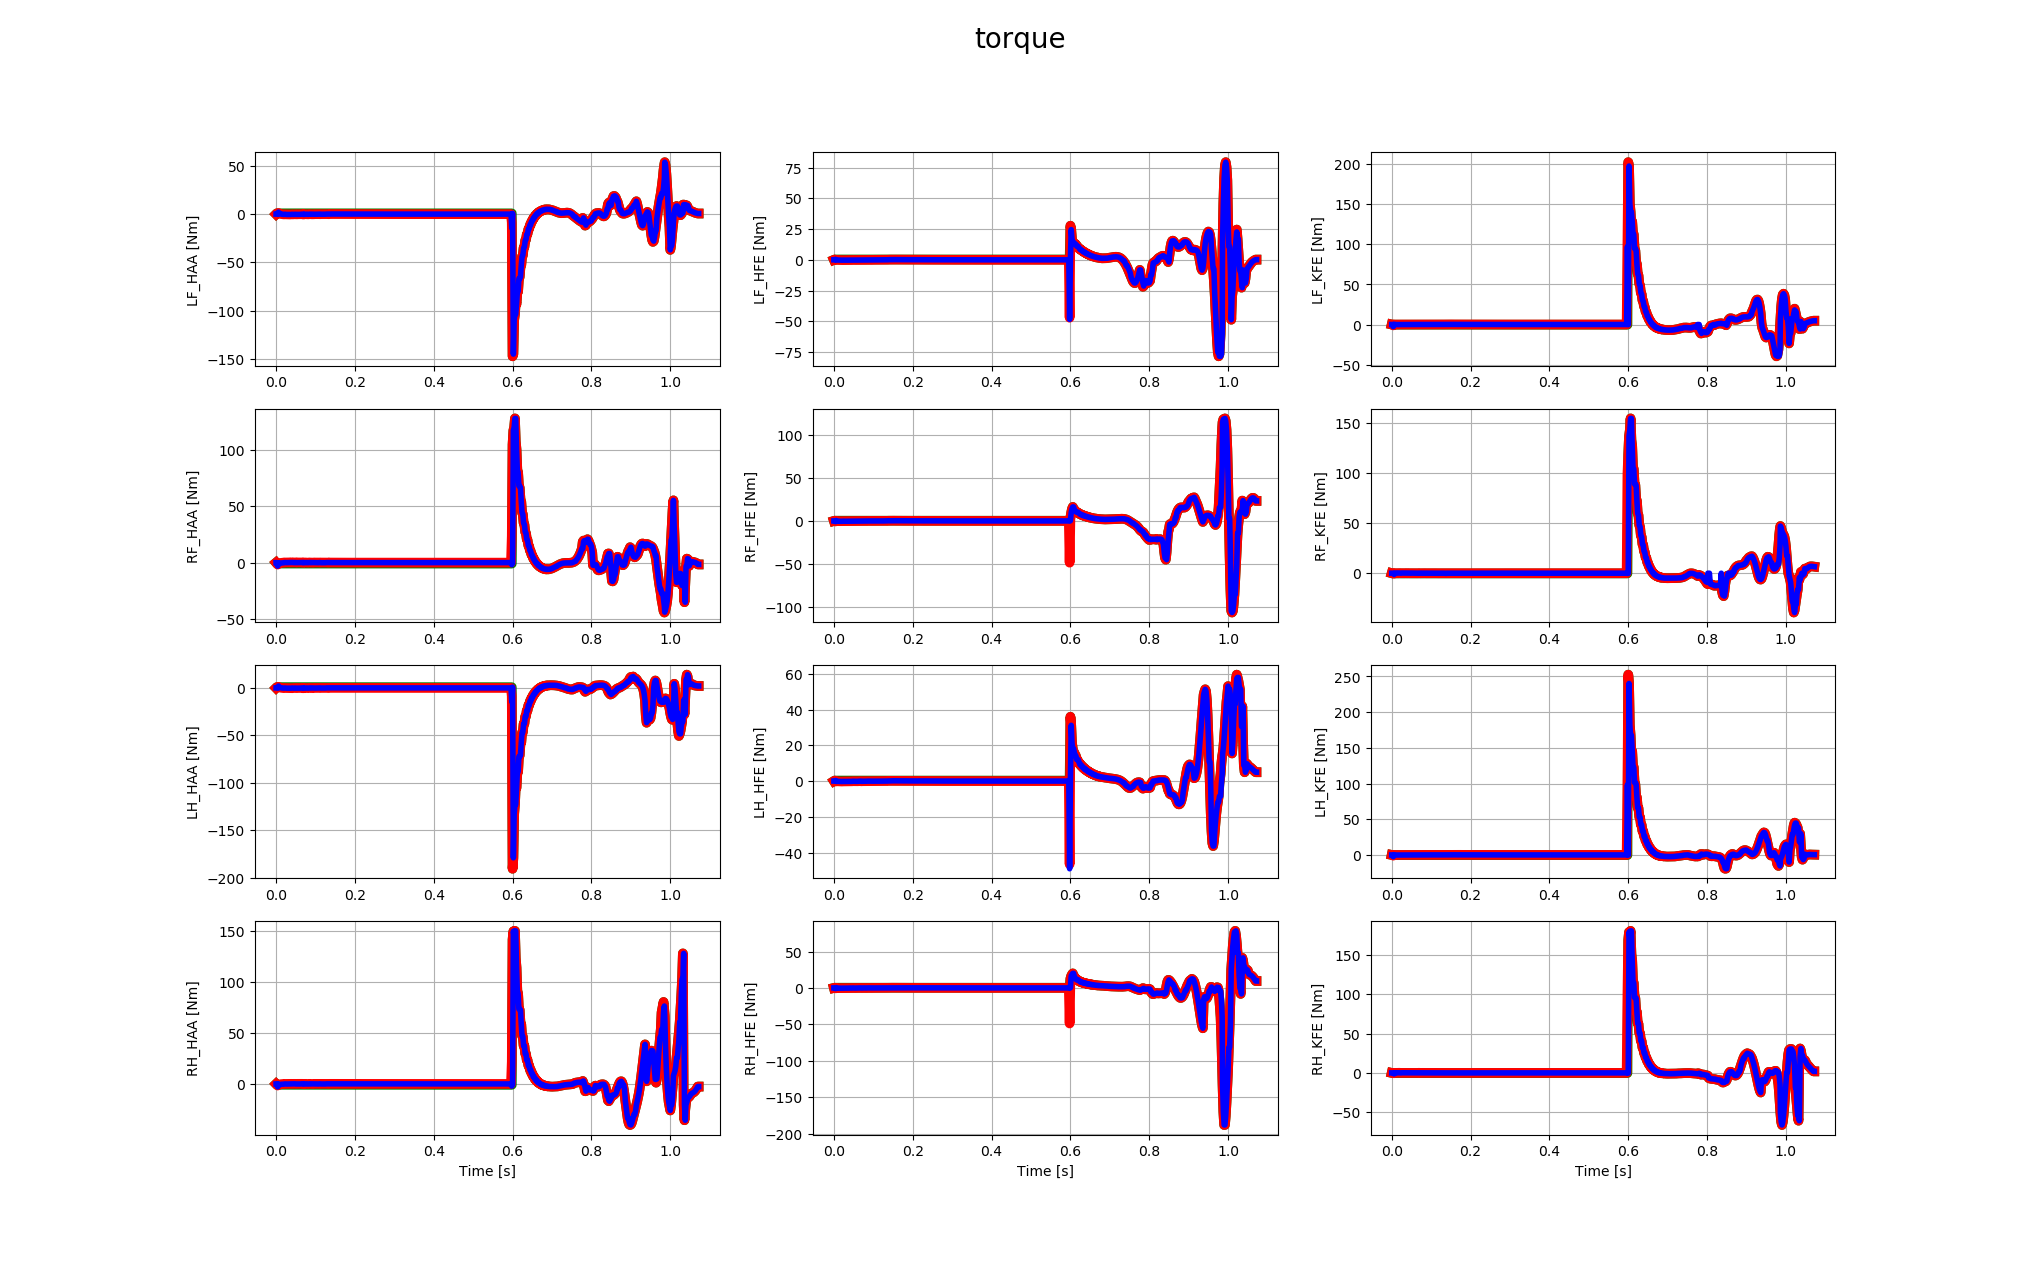 torque
LF_HAA [Nm]
50
0
−50
−100
−150
0.0 0.2 0.4 0.6 0.8 1.0
LF_HFE [Nm]
75
50
25
0
−25
−50
−75
0.0 0.2 0.4 0.6 0.8 1.0
LF_KFE [Nm]
200
150
100
50
0
−50
0.0 0.2 0.4 0.6 0.8 1.0
RF_HAA [Nm]
100
50
0
−50
0.0 0.2 0.4 0.6 0.8 1.0
RF_HFE [Nm]
100
50
0
−50
−100
0.0 0.2 0.4 0.6 0.8 1.0
RF_KFE [Nm]
150
100
50
0
0.0 0.2 0.4 0.6 0.8 1.0
LH_HAA [Nm]
0
−50
−100
−150
−200
0.0 0.2 0.4 0.6 0.8 1.0
LH_HFE [Nm]
60
40
20
0
−20
−40
0.0 0.2 0.4 0.6 0.8 1.0
LH_KFE [Nm]
250
200
150
100
50
0
0.0 0.2 0.4 0.6 0.8 1.0
RH_HAA [Nm]
150
100
50
0
0.0 0.2 0.4 0.6 0.8 1.0
Time [s]
RH_HFE [Nm]
50
0
−50
−100
−150
−200
0.0 0.2 0.4 0.6 0.8 1.0
Time [s]
RH_KFE [Nm]
150
100
50
0
−50
0.0 0.2 0.4 0.6 0.8 1.0
Time [s]